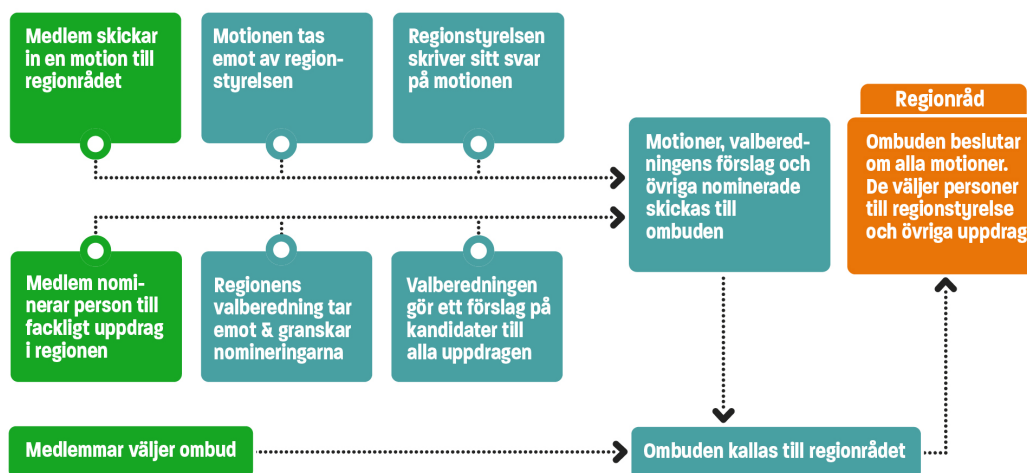 Medlem skickar
in en motion till
regionrådet
Motionen tas
emot av region-
styrelsen
Regionstyrelsen
skriver sitt svar
på motionen
Medlem nomi-
nerar person till
fackligt uppdrag
i regionen
Regionens
valberedning tar
emot & granskar
nomineringarna
Valberedningen
gör ett förslag på
kandidater till
alla uppdragen
Motioner, valbered-
ningens förslag och
övriga nominerade
skickas till
ombuden
Medlemmar väljer ombud
Ombuden kallas till regionrådet
Regionråd
Ombuden beslutar
om alla motioner.
De väljer personer
till regionstyrelse
och övriga uppdrag